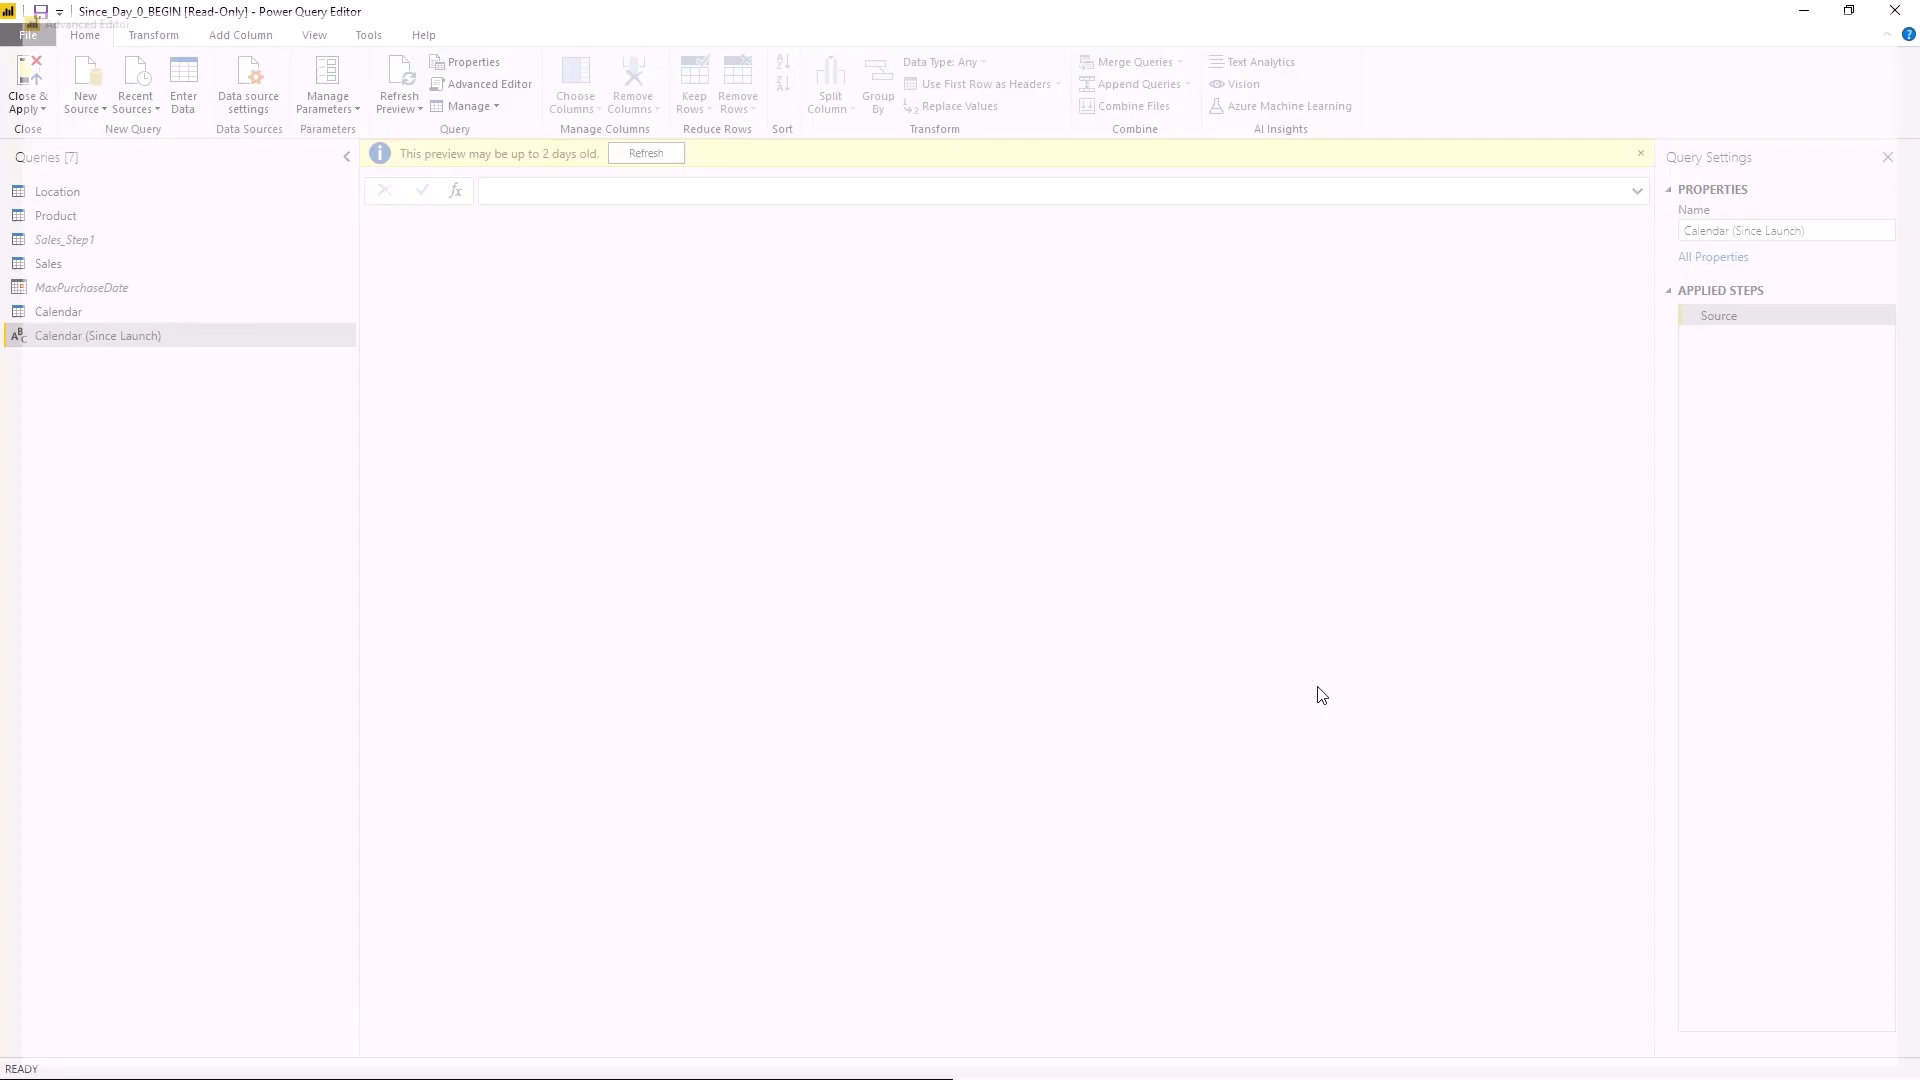 Since_Day_0_BEGIN [Read-Only] - Power Query Editor
Advanced Editor
File
Home
Transform
Add Column
View
Tools
Help
Close & Apply
New Source
Recent Sources
Enter Data
Data source settings
Manage Parameters
Refresh Preview
Properties
Advanced Editor
Manage
Choose Columns
Remove Columns
Keep Rows
Remove Rows
Split Column
Group By
Data Type: Any
Use First Row as Headers
Replace Values
Merge Queries
Append Queries
Combine Files
Text Analytics
Vision
Azure Machine Learning
Close
New Query
Data Sources
Parameters
Query
Manage Columns
Reduce Rows
Sort
Transform
Combine
AI Insights
Queries [7]
Location
Product
Sales_Step1
Sales
MaxPurchaseDate
Calendar
Calendar (Since Launch)
This preview may be up to 2 days old.
Refresh
fx
Query Settings
PROPERTIES
Name
Calendar (Since Launch)
All Properties
APPLIED STEPS
Source
READY